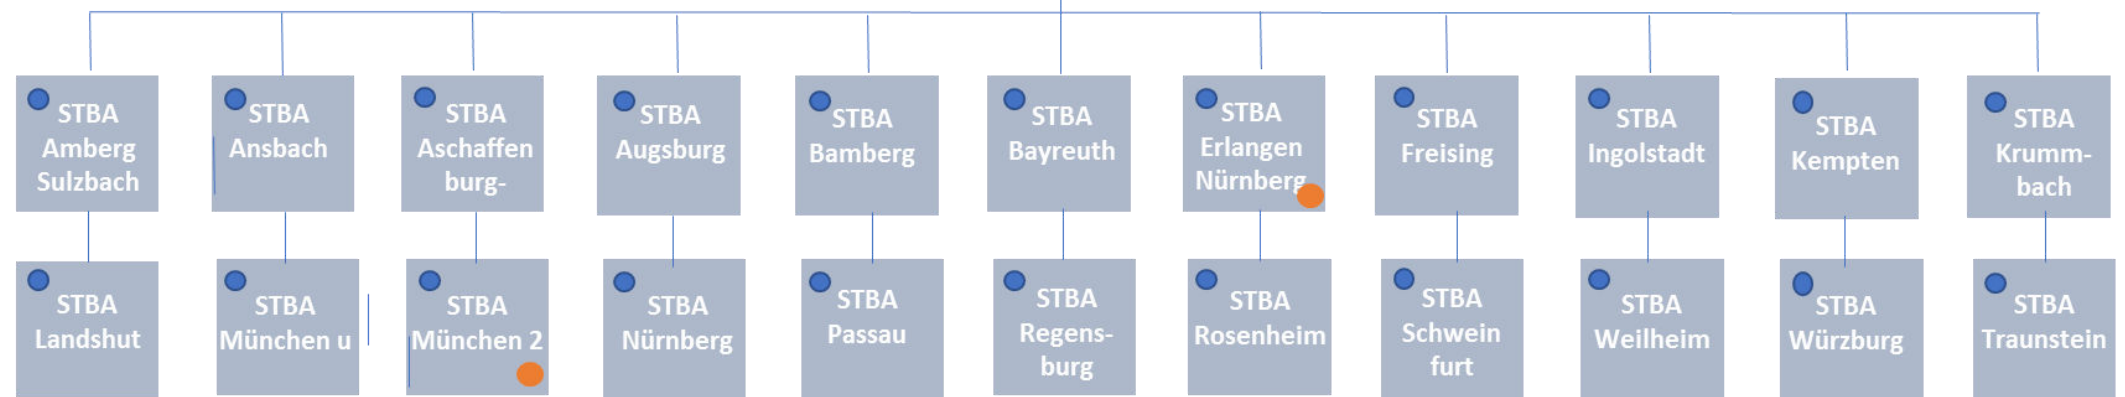 STBA
Amberg
Sulzbach
STBA
Ansbach
STBA
Aschaffen
burg-
STBA
Augsburg
STBA
Bamberg
STBA
Bayreuth
STBA
Erlangen
Nürnberg
STBA
Freising
STBA
Ingolstadt
STBA
Kempten
STBA
Krumm-
bach
STBA
Landshut
STBA
München u
STBA
München 2
STBA
Nürnberg
STBA
Passau
STBA
Regens-
burg
STBA
Rosenheim
STBA
Schwein
furt
STBA
Weilheim
STBA
Würzburg
STBA
Traunstein